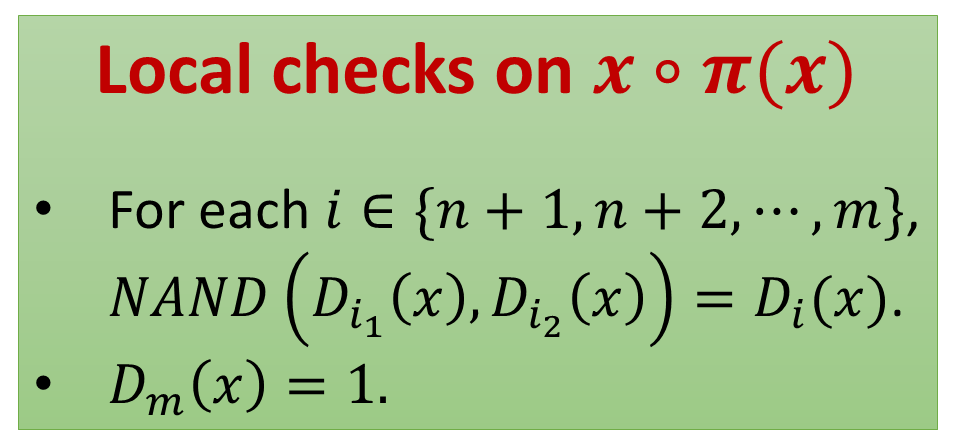 Local checks on x ∘ π(x)
• For each i ∈ {n + 1, n + 2, ⋯ , m},
NAND (D_{i_1}(x), D_{i_2}(x)) = D_i(x).
• D_m(x) = 1.